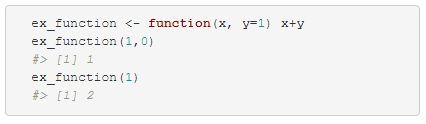 ex_function <- function(x, y=1) x+y
ex_function(1,0)
#> [1] 1
ex_function(1)
#> [1] 2